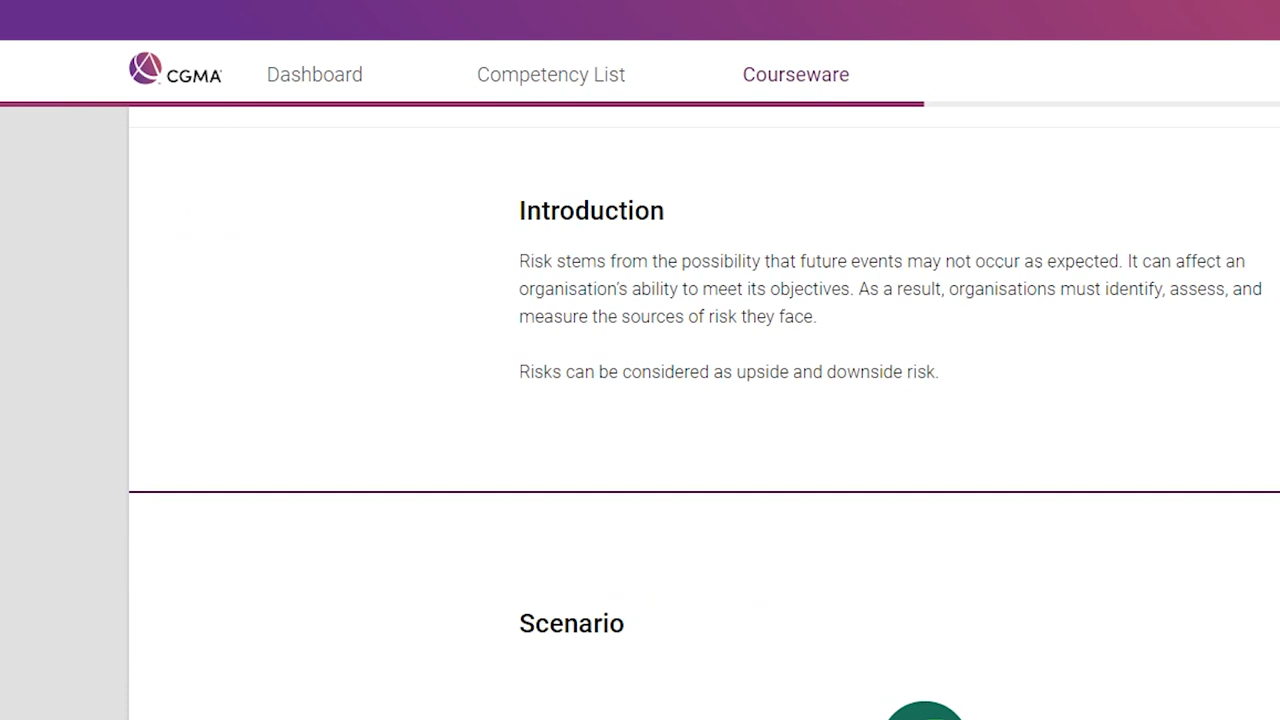 CGMA Dashboard Competency List Courseware
Introduction
Risk stems from the possibility that future events may not occur as expected. It can affect an
organisation's ability to meet its objectives. As a result, organisations must identify, assess, and
measure the sources of risk they face.
Risks can be considered as upside and downside risk.
Scenario